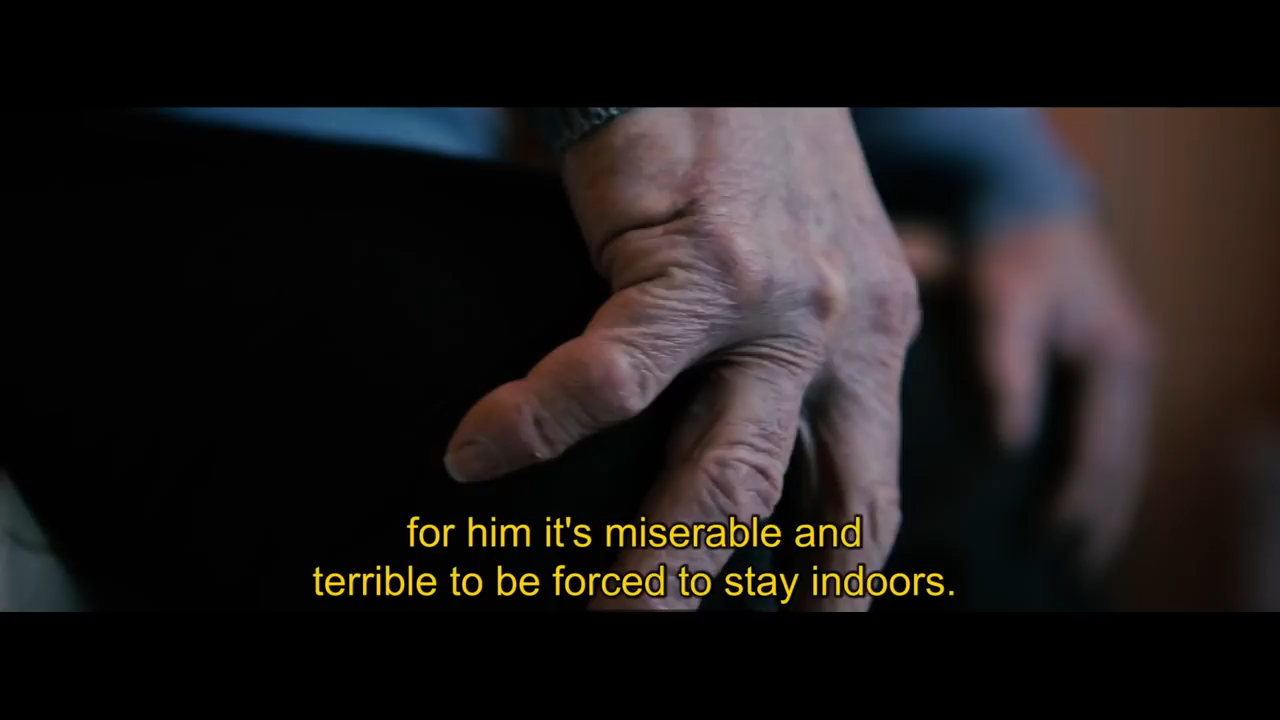 for him it's miserable and
terrible to be forced to stay indoors.